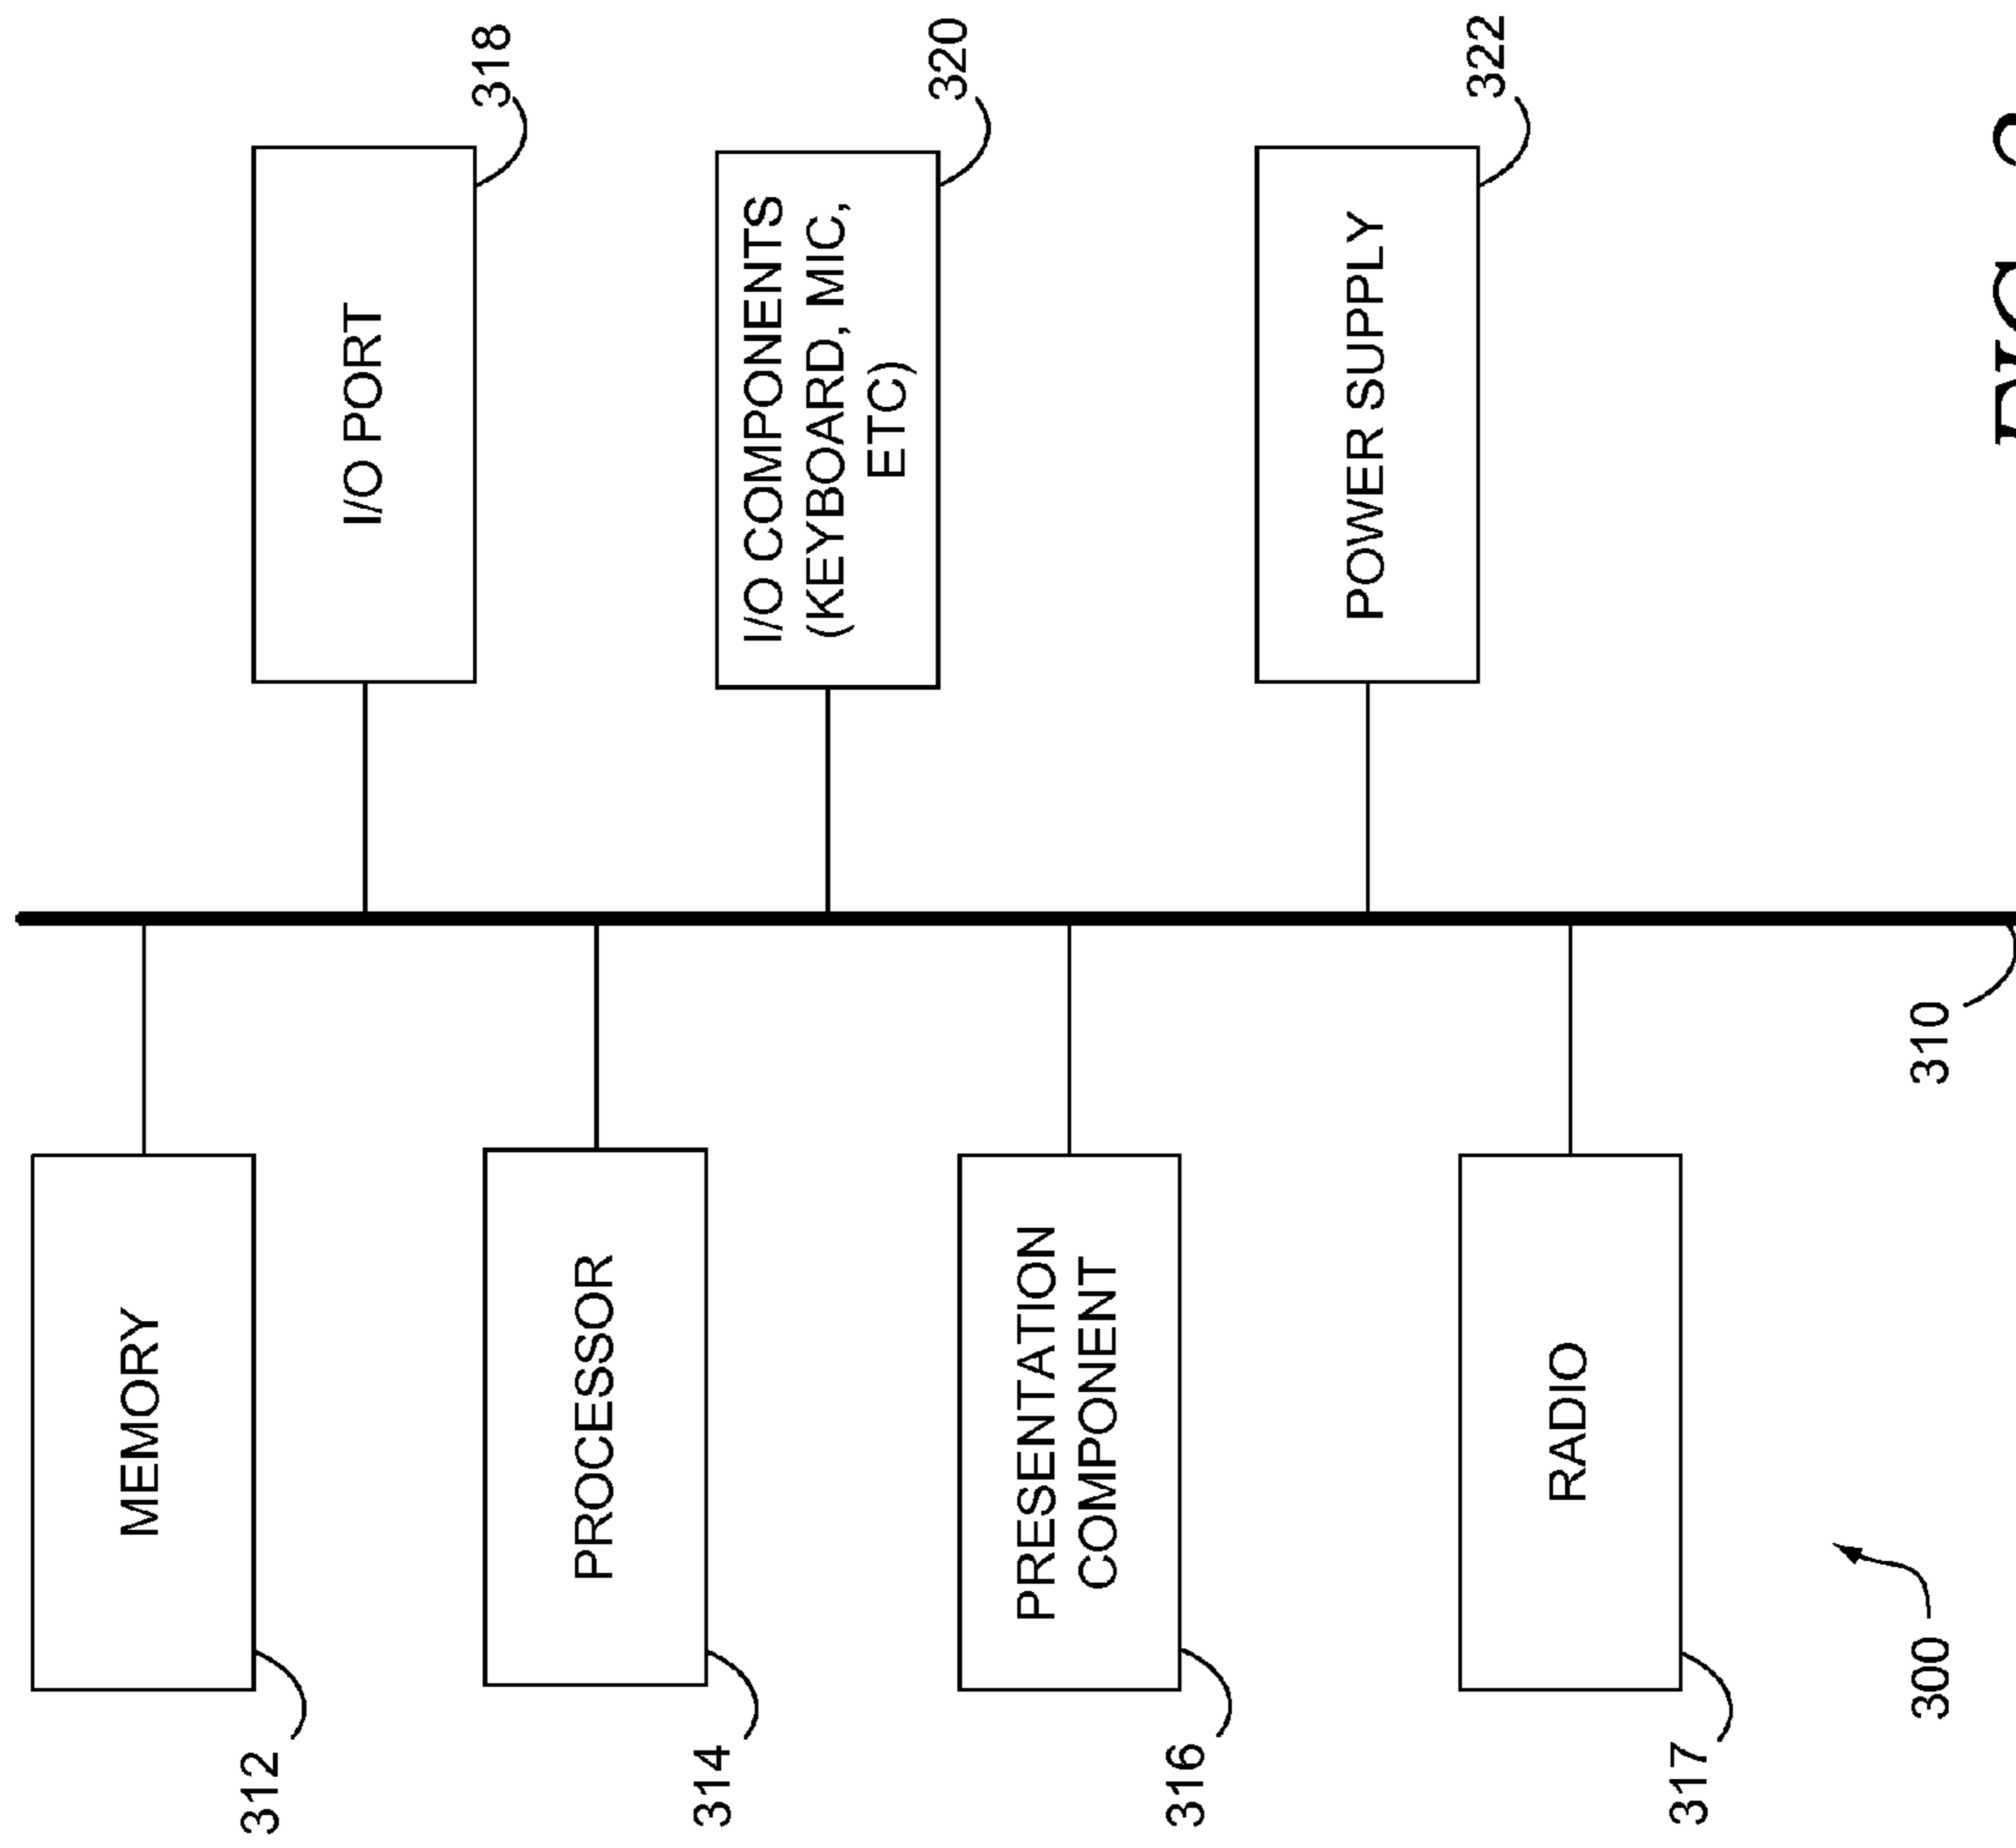 MEMORY
312
I/O PORT
318
PROCESSOR
314
I/O COMPONENTS
(KEYBOARD, MIC,
ETC)
320
PRESENTATION
COMPONENT
316
POWER SUPPLY
322
RADIO
317
300
310